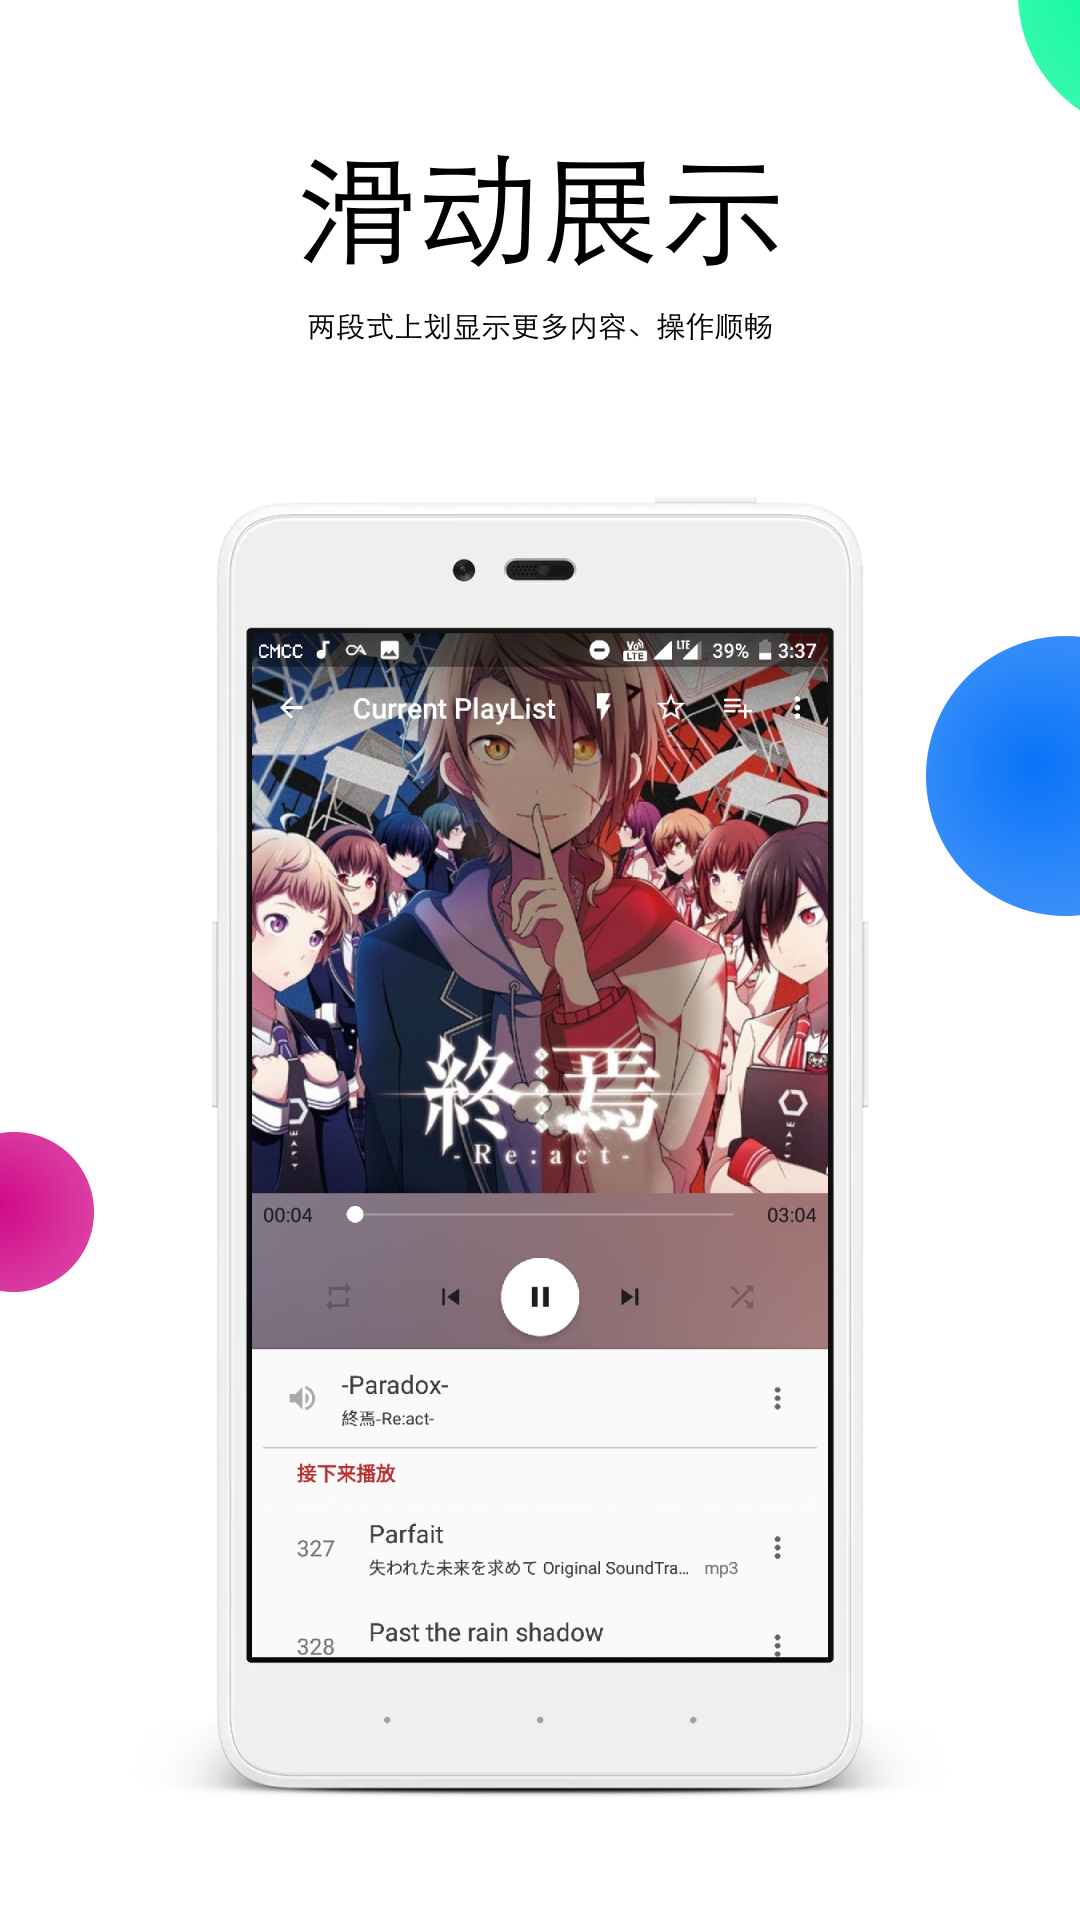 滑动展示
两段式上划显示更多内容、操作顺畅
CMCC VoLTE LTE 39% 3:37
Current PlayList
終焉
-Re:act-
00:04 03:04
-Paradox-
終焉-Re:act-
接下来播放
327 Parfait
失われた未来を求めて Original SoundTra... mp3
328 Past the rain shadow